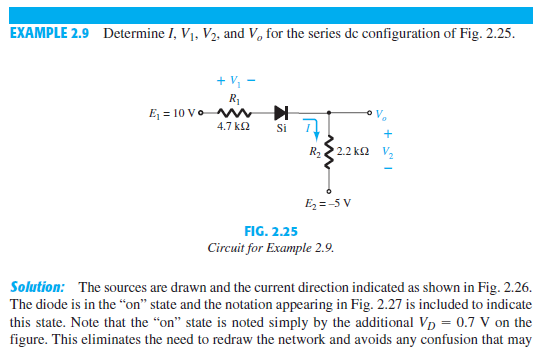 EXAMPLE 2.9 Determine I, V₁, V₂, and Vₒ for the series dc configuration of Fig. 2.25.
+ V₁ −
R₁
E₁ = 10 V
4.7 kΩ
Si
I
Vₒ
+
R₂
2.2 kΩ
V₂
−
E₂ = −5 V
FIG. 2.25
Circuit for Example 2.9.
Solution: The sources are drawn and the current direction indicated as shown in Fig. 2.26.
The diode is in the “on” state and the notation appearing in Fig. 2.27 is included to indicate
this state. Note that the “on” state is noted simply by the additional V_D = 0.7 V on the
figure. This eliminates the need to redraw the network and avoids any confusion that may